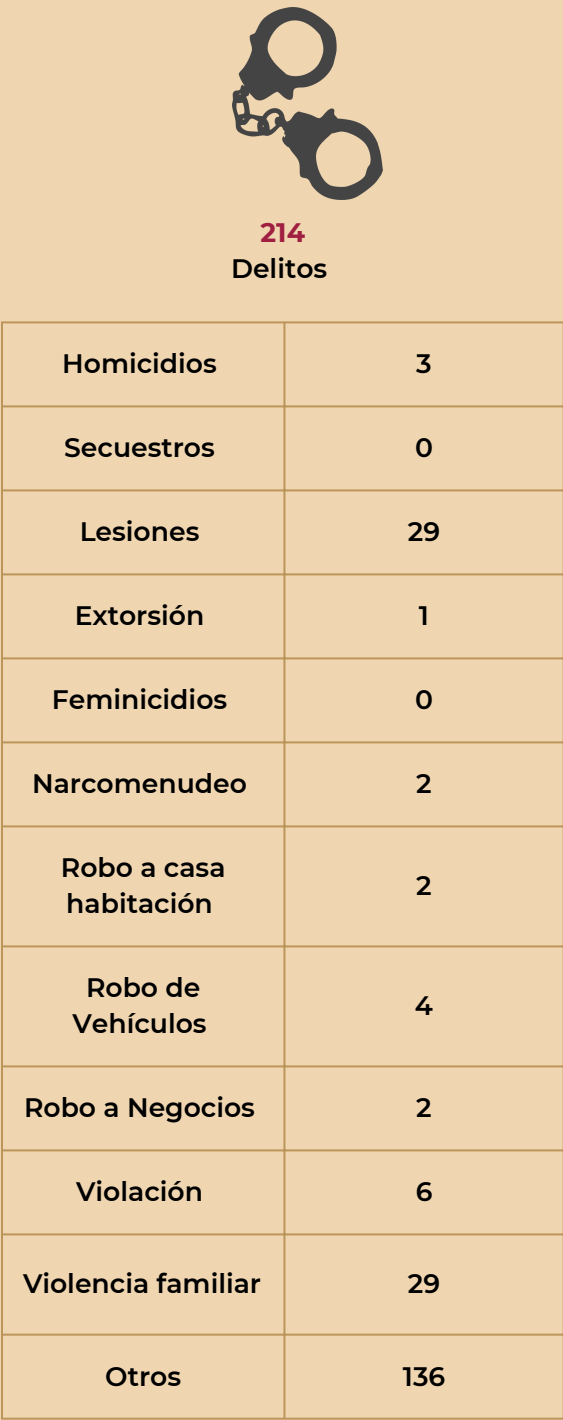 214
Delitos
Homicidios 3
Secuestros 0
Lesiones 29
Extorsión 1
Feminicidios 0
Narcomenudeo 2
Robo a casa
habitación 2
Robo de
Vehículos 4
Robo a Negocios 2
Violación 6
Violencia familiar 29
Otros 136